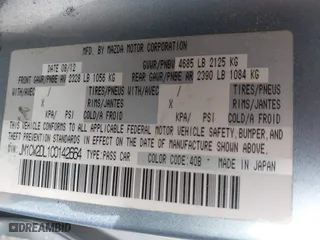 MFD. BY MAZDA MOTOR CORPORATION
DATE 08/12 GVWR/PNBV 4685 LB 2125 KG
FRONT GAWR/PNBE AV 2328 LB 1056 KG REAR GAWR/PNBE AR 2390 LB 1084 KG
WITH/AVEC / TIRES/PNEUS WITH/AVEC / TIRES/PNEUS
X RIMS/JANTES X RIMS/JANTES
KPA/ PSI COLD/A FROID KPA/ PSI COLD/A FROID
THIS VEHICLE CONFORMS TO ALL APPLICABLE FEDERAL MOTOR VEHICLE SAFETY, BUMPER, AND
THEFT PREVENTION STANDARDS IN EFFECT ON THE DATE OF MANUFACTURE SHOWN ABOVE.
TYPE:PASS CAR COLOR CODE:40B MADE IN JAPAN